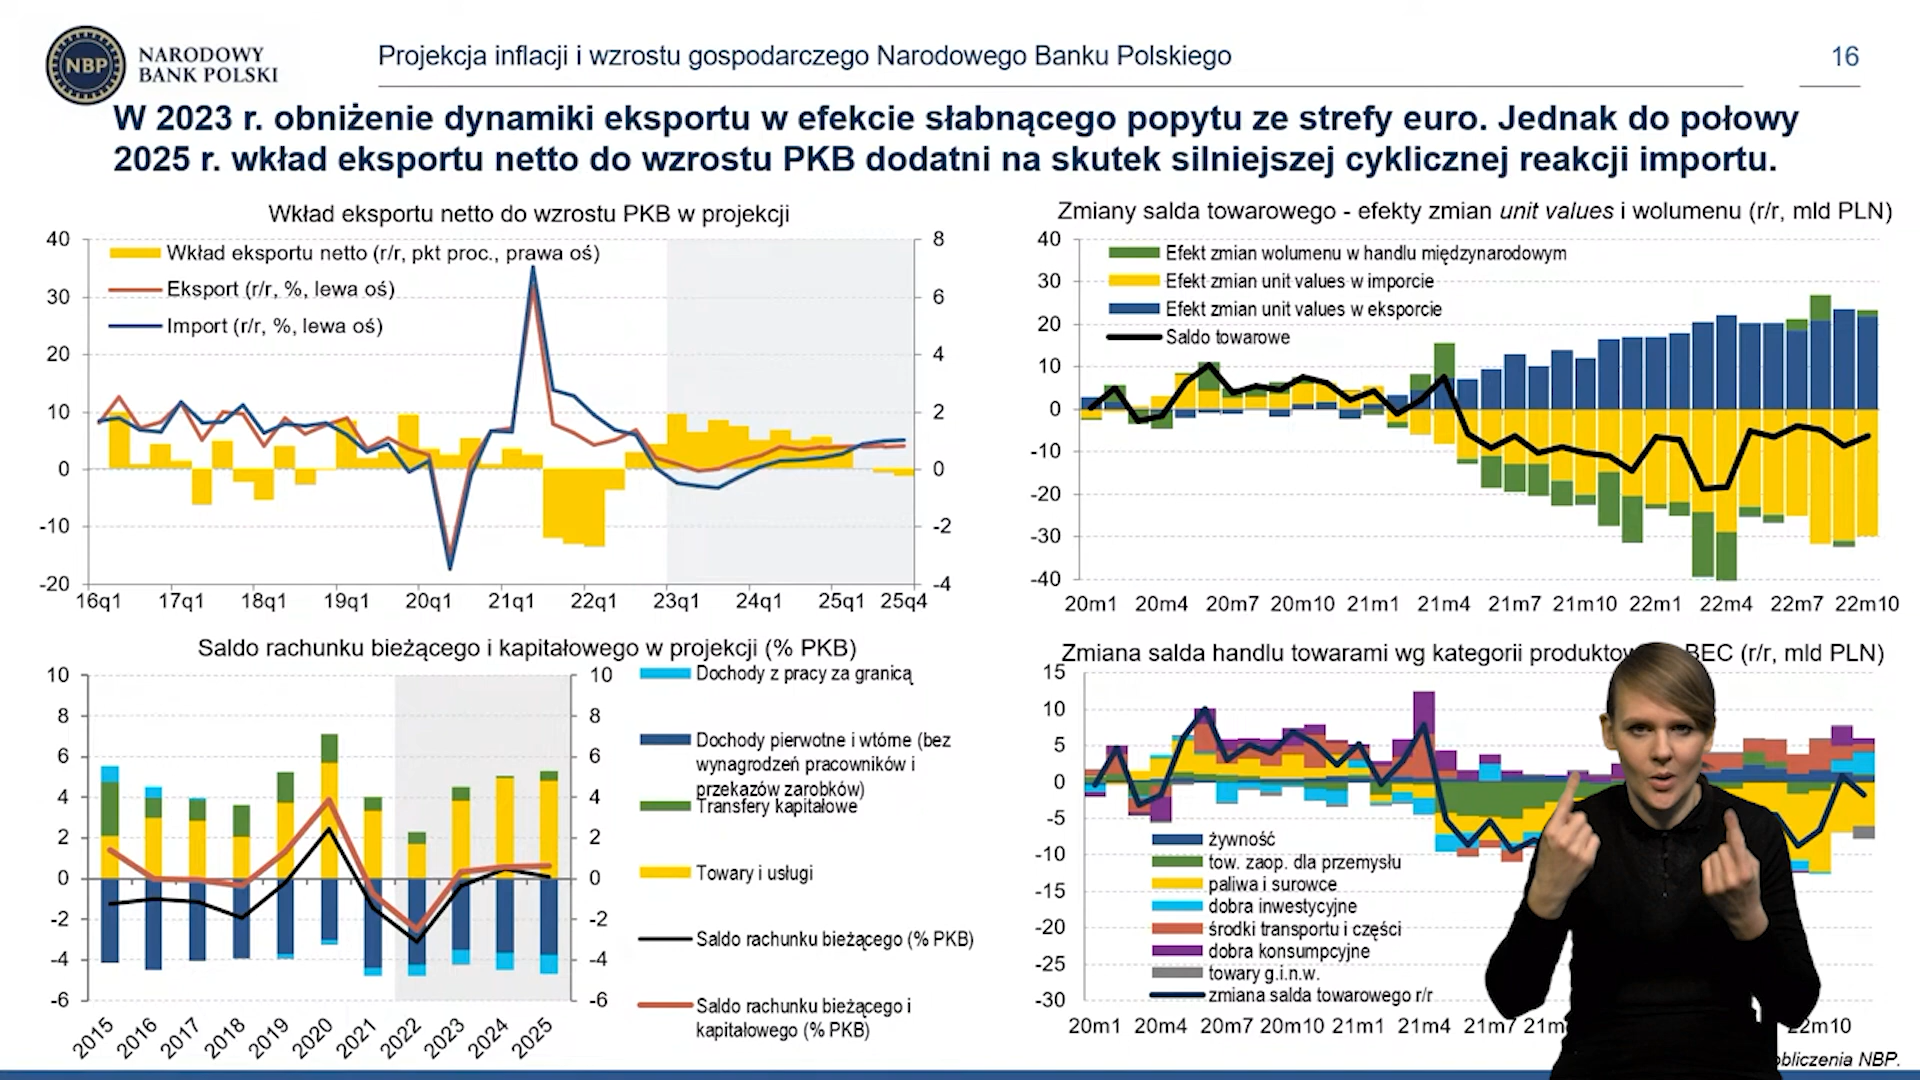 NBP
NARODOWY
BANK POLSKI
Projekcja inflacji i wzrostu gospodarczego Narodowego Banku Polskiego
16
W 2023 r. obniżenie dynamiki eksportu w efekcie słabnącego popytu ze strefy euro. Jednak do połowy
2025 r. wkład eksportu netto do wzrostu PKB dodatni na skutek silniejszej cyklicznej reakcji importu.
Wkład eksportu netto do wzrostu PKB w projekcji
40
30
20
10
0
-10
-20
8
6
4
2
0
-2
-4
Wkład eksportu netto (r/r, pkt proc., prawa oś)
Eksport (r/r, %, lewa oś)
Import (r/r, %, lewa oś)
16q1 17q1 18q1 19q1 20q1 21q1 22q1 23q1 24q1 25q1 25q4
Zmiany salda towarowego - efekty zmian unit values i wolumenu (r/r, mld PLN)
40
30
20
10
0
-10
-20
-30
-40
Efekt zmian wolumenu w handlu międzynarodowym
Efekt zmian unit values w imporcie
Efekt zmian unit values w eksporcie
Saldo towarowe
20m1 20m4 20m7 20m10 21m1 21m4 21m7 21m10 22m1 22m4 22m7 22m10
Saldo rachunku bieżącego i kapitałowego w projekcji (% PKB)
10
8
6
4
2
0
-2
-4
-6
10
8
6
4
2
0
-2
-4
-6
2015 2016 2017 2018 2019 2020 2021 2022 2023 2024 2025
Dochody z pracy za granicą
Dochody pierwotne i wtórne (bez
wynagrodzeń pracowników i
przekazów zarobków)
Transfery kapitałowe
Towary i usługi
Saldo rachunku bieżącego (% PKB)
Saldo rachunku bieżącego i
kapitałowego (% PKB)
Zmiana salda handlu towarami wg kategorii BEC (r/r, mld PLN)
15
10
5
0
-5
-10
-15
-20
-25
-30
żywność
tow. zaop. dla przemysłu
paliwa i surowce
dobra inwestycyjne
środki transportu i części
dobra konsumpcyjne
towary g.i.n.w.
zmiana salda towarowego r/r
20m1 20m4 20m7 20m10 21m1 21m4 21m7 22m10
obliczenia NBP.